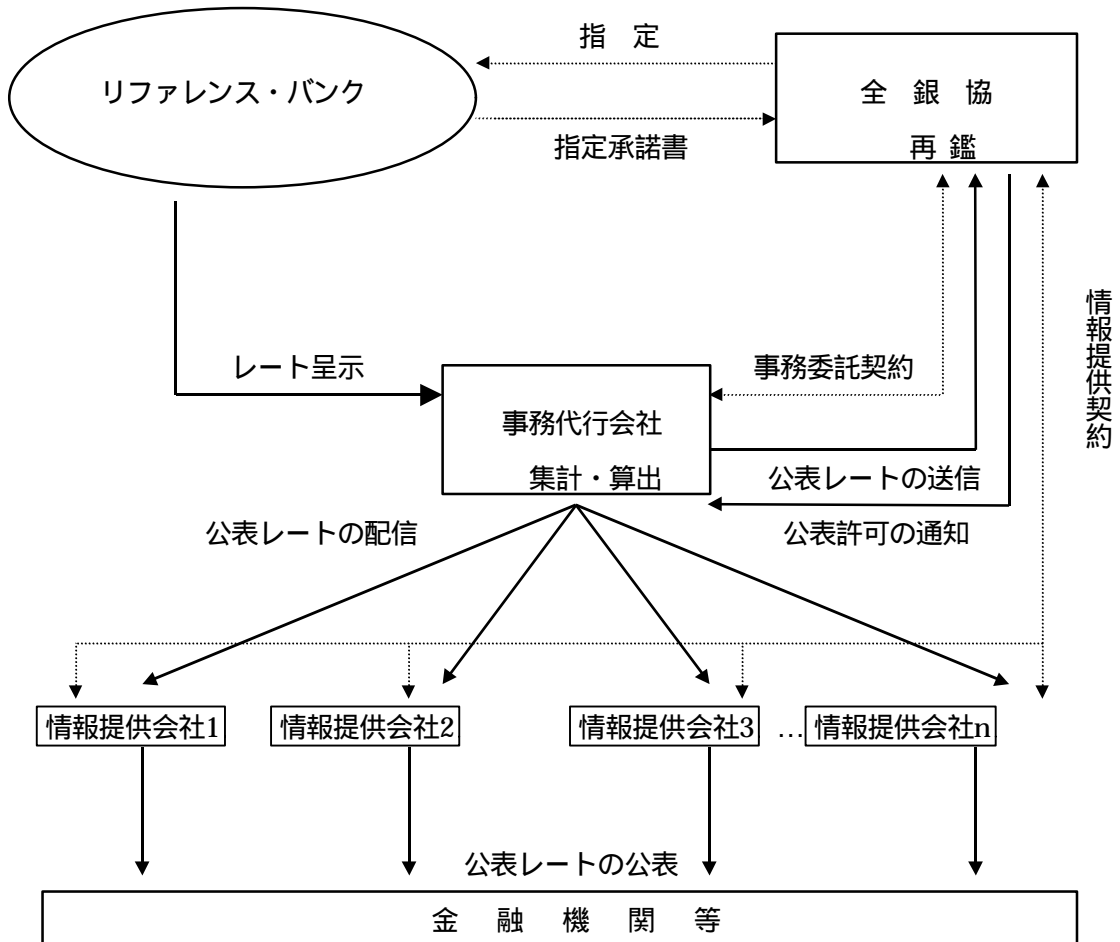 指 定
リファレンス・バンク
全 銀 協
再 鑑
指定承諾書
情報提供契約
レート呈示
事務委託契約
事務代行会社
集計・算出
公表レートの送信
公表レートの配信
公表許可の通知
情報提供会社1
情報提供会社2
情報提供会社3
…
情報提供会社n
公表レートの公表
金 融 機 関 等